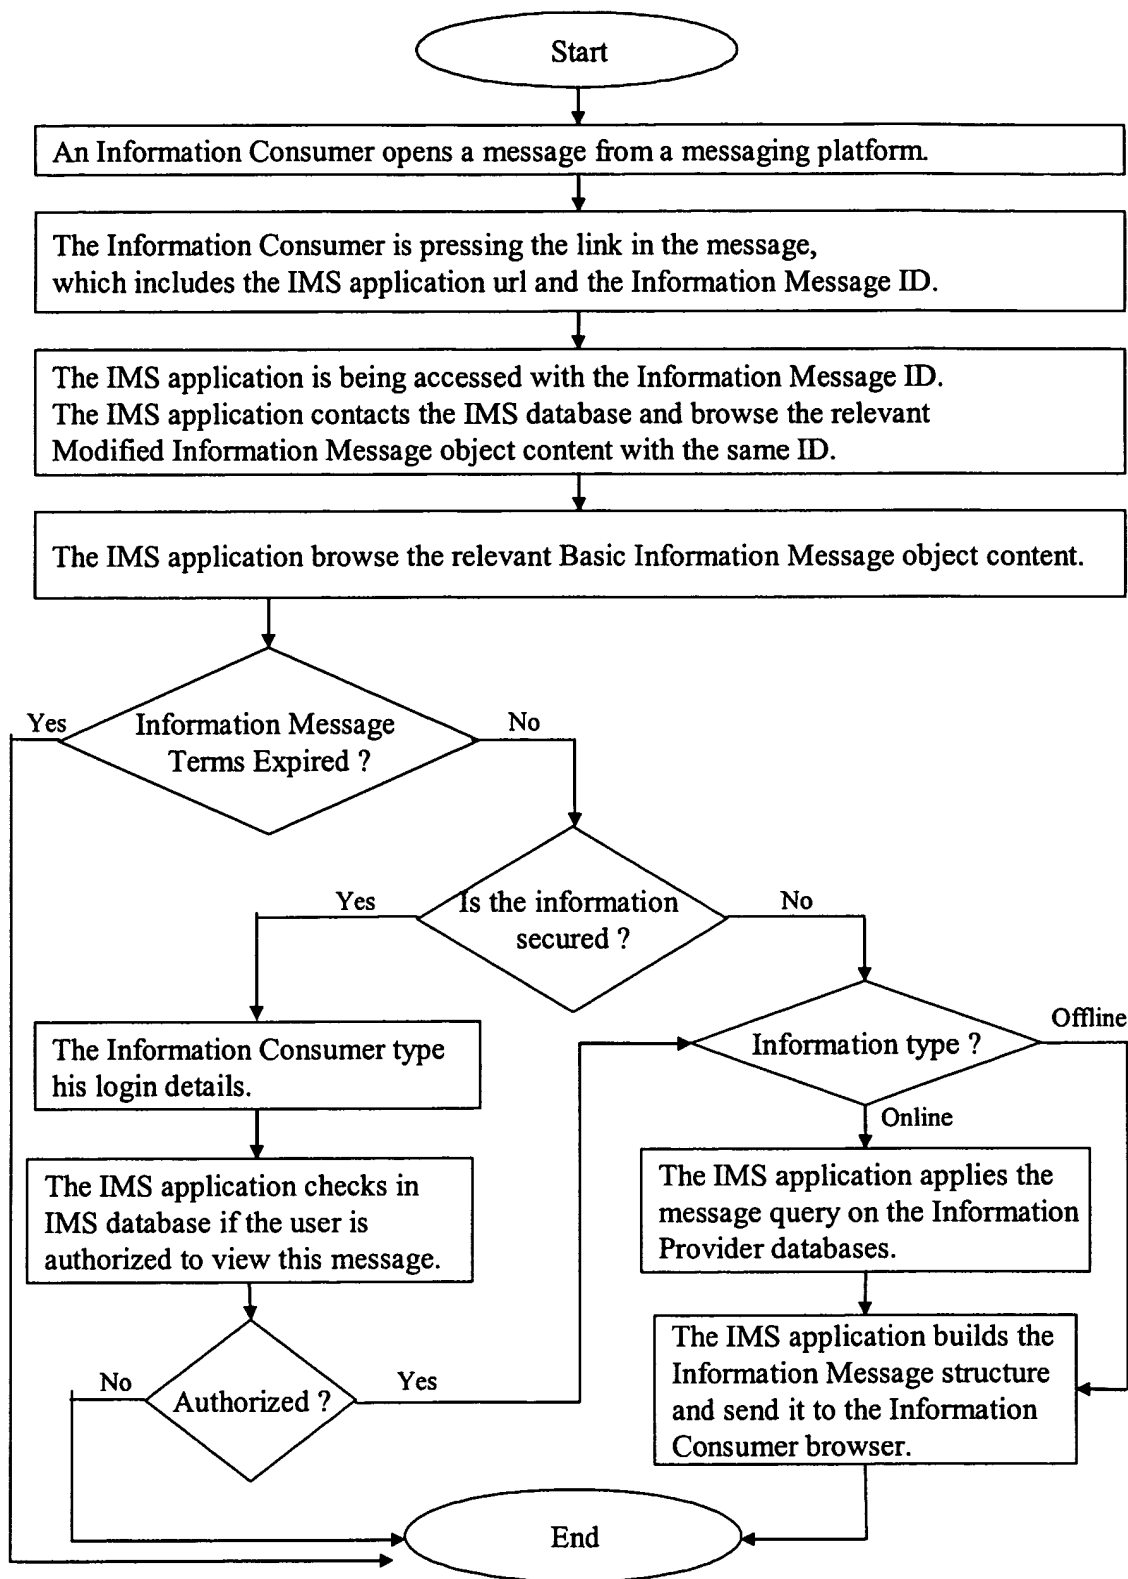 Start
An Information Consumer opens a message from a messaging platform.
The Information Consumer is pressing the link in the message,
which includes the IMS application url and the Information Message ID.
The IMS application is being accessed with the Information Message ID.
The IMS application contacts the IMS database and browse the relevant
Modified Information Message object content with the same ID.
The IMS application browse the relevant Basic Information Message object content.
Yes
Information Message
Terms Expired ?
No
Yes
Is the information
secured ?
No
The Information Consumer type
his login details.
Information type ?
Offline
Online
The IMS application checks in
IMS database if the user is
authorized to view this message.
The IMS application applies the
message query on the Information
Provider databases.
No
Authorized ?
Yes
The IMS application builds the
Information Message structure
and send it to the Information
Consumer browser.
End